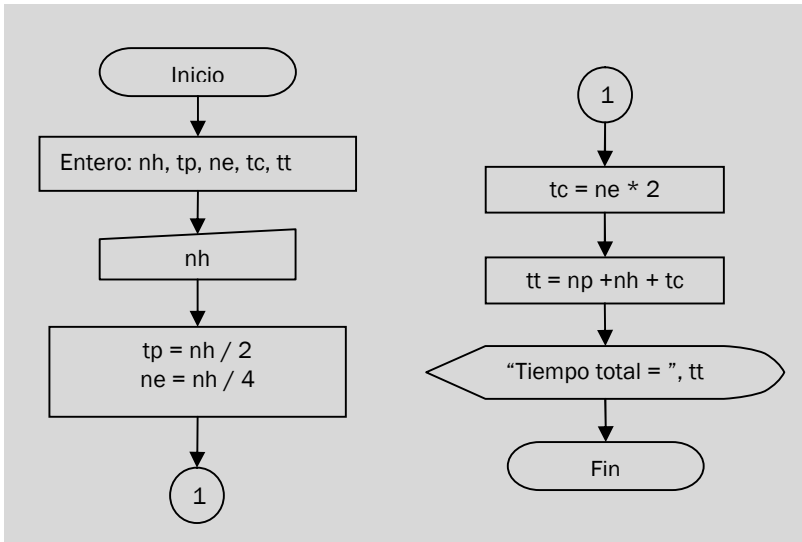 Inicio
Entero: nh, tp, ne, tc, tt
nh
tp = nh / 2
ne = nh / 4
1
1
tc = ne * 2
tt = np +nh + tc
“Tiempo total = ”, tt
Fin